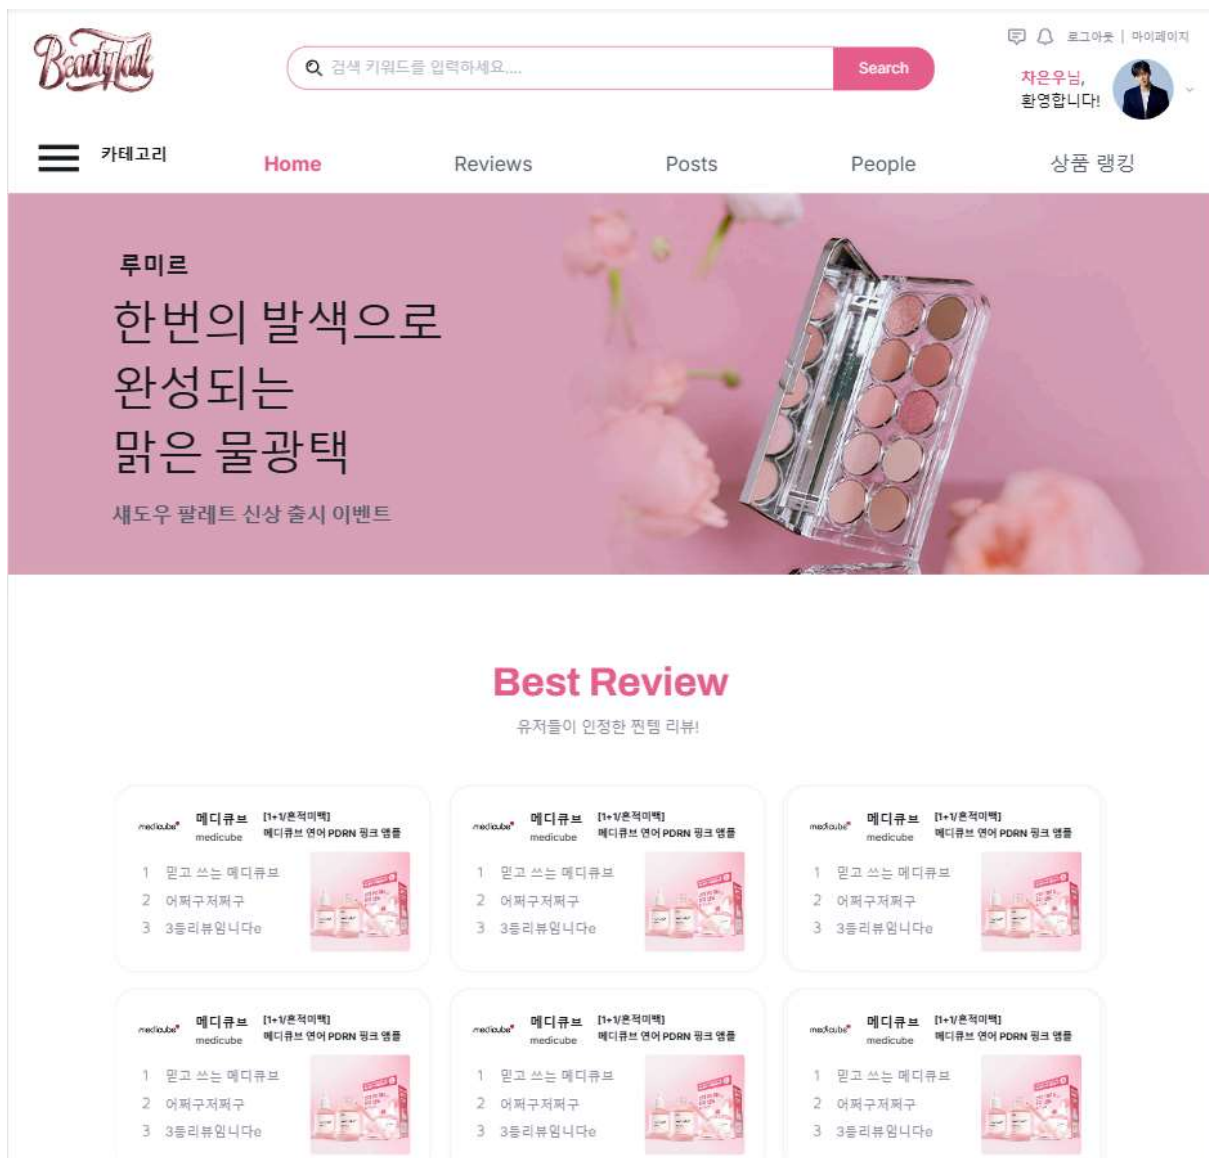 BeautyTalk
검색 키워드를 입력하세요....
Search
로그아웃 | 마이페이지
차은우님,
환영합니다!
카테고리
Home
Reviews
Posts
People
상품 랭킹
루미르
한번의 발색으로
완성되는
맑은 물광택
섀도우 팔레트 신상 출시 이벤트
Best Review
유저들이 인정한 찐템 리뷰!
medicube
메디큐브
medicube
[1+1/흔적미백]
메디큐브 연어 PDRN 핑크 앰플
1 믿고 쓰는 메디큐브
2 어쩌구저쩌구
3 3등리뷰입니다e
medicube
메디큐브
medicube
[1+1/흔적미백]
메디큐브 연어 PDRN 핑크 앰플
1 믿고 쓰는 메디큐브
2 어쩌구저쩌구
3 3등리뷰입니다e
medicube
메디큐브
medicube
[1+1/흔적미백]
메디큐브 연어 PDRN 핑크 앰플
1 믿고 쓰는 메디큐브
2 어쩌구저쩌구
3 3등리뷰입니다e
medicube
메디큐브
medicube
[1+1/흔적미백]
메디큐브 연어 PDRN 핑크 앰플
1 믿고 쓰는 메디큐브
2 어쩌구저쩌구
3 3등리뷰입니다e
medicube
메디큐브
medicube
[1+1/흔적미백]
메디큐브 연어 PDRN 핑크 앰플
1 믿고 쓰는 메디큐브
2 어쩌구저쩌구
3 3등리뷰입니다e
medicube
메디큐브
medicube
[1+1/흔적미백]
메디큐브 연어 PDRN 핑크 앰플
1 믿고 쓰는 메디큐브
2 어쩌구저쩌구
3 3등리뷰입니다e